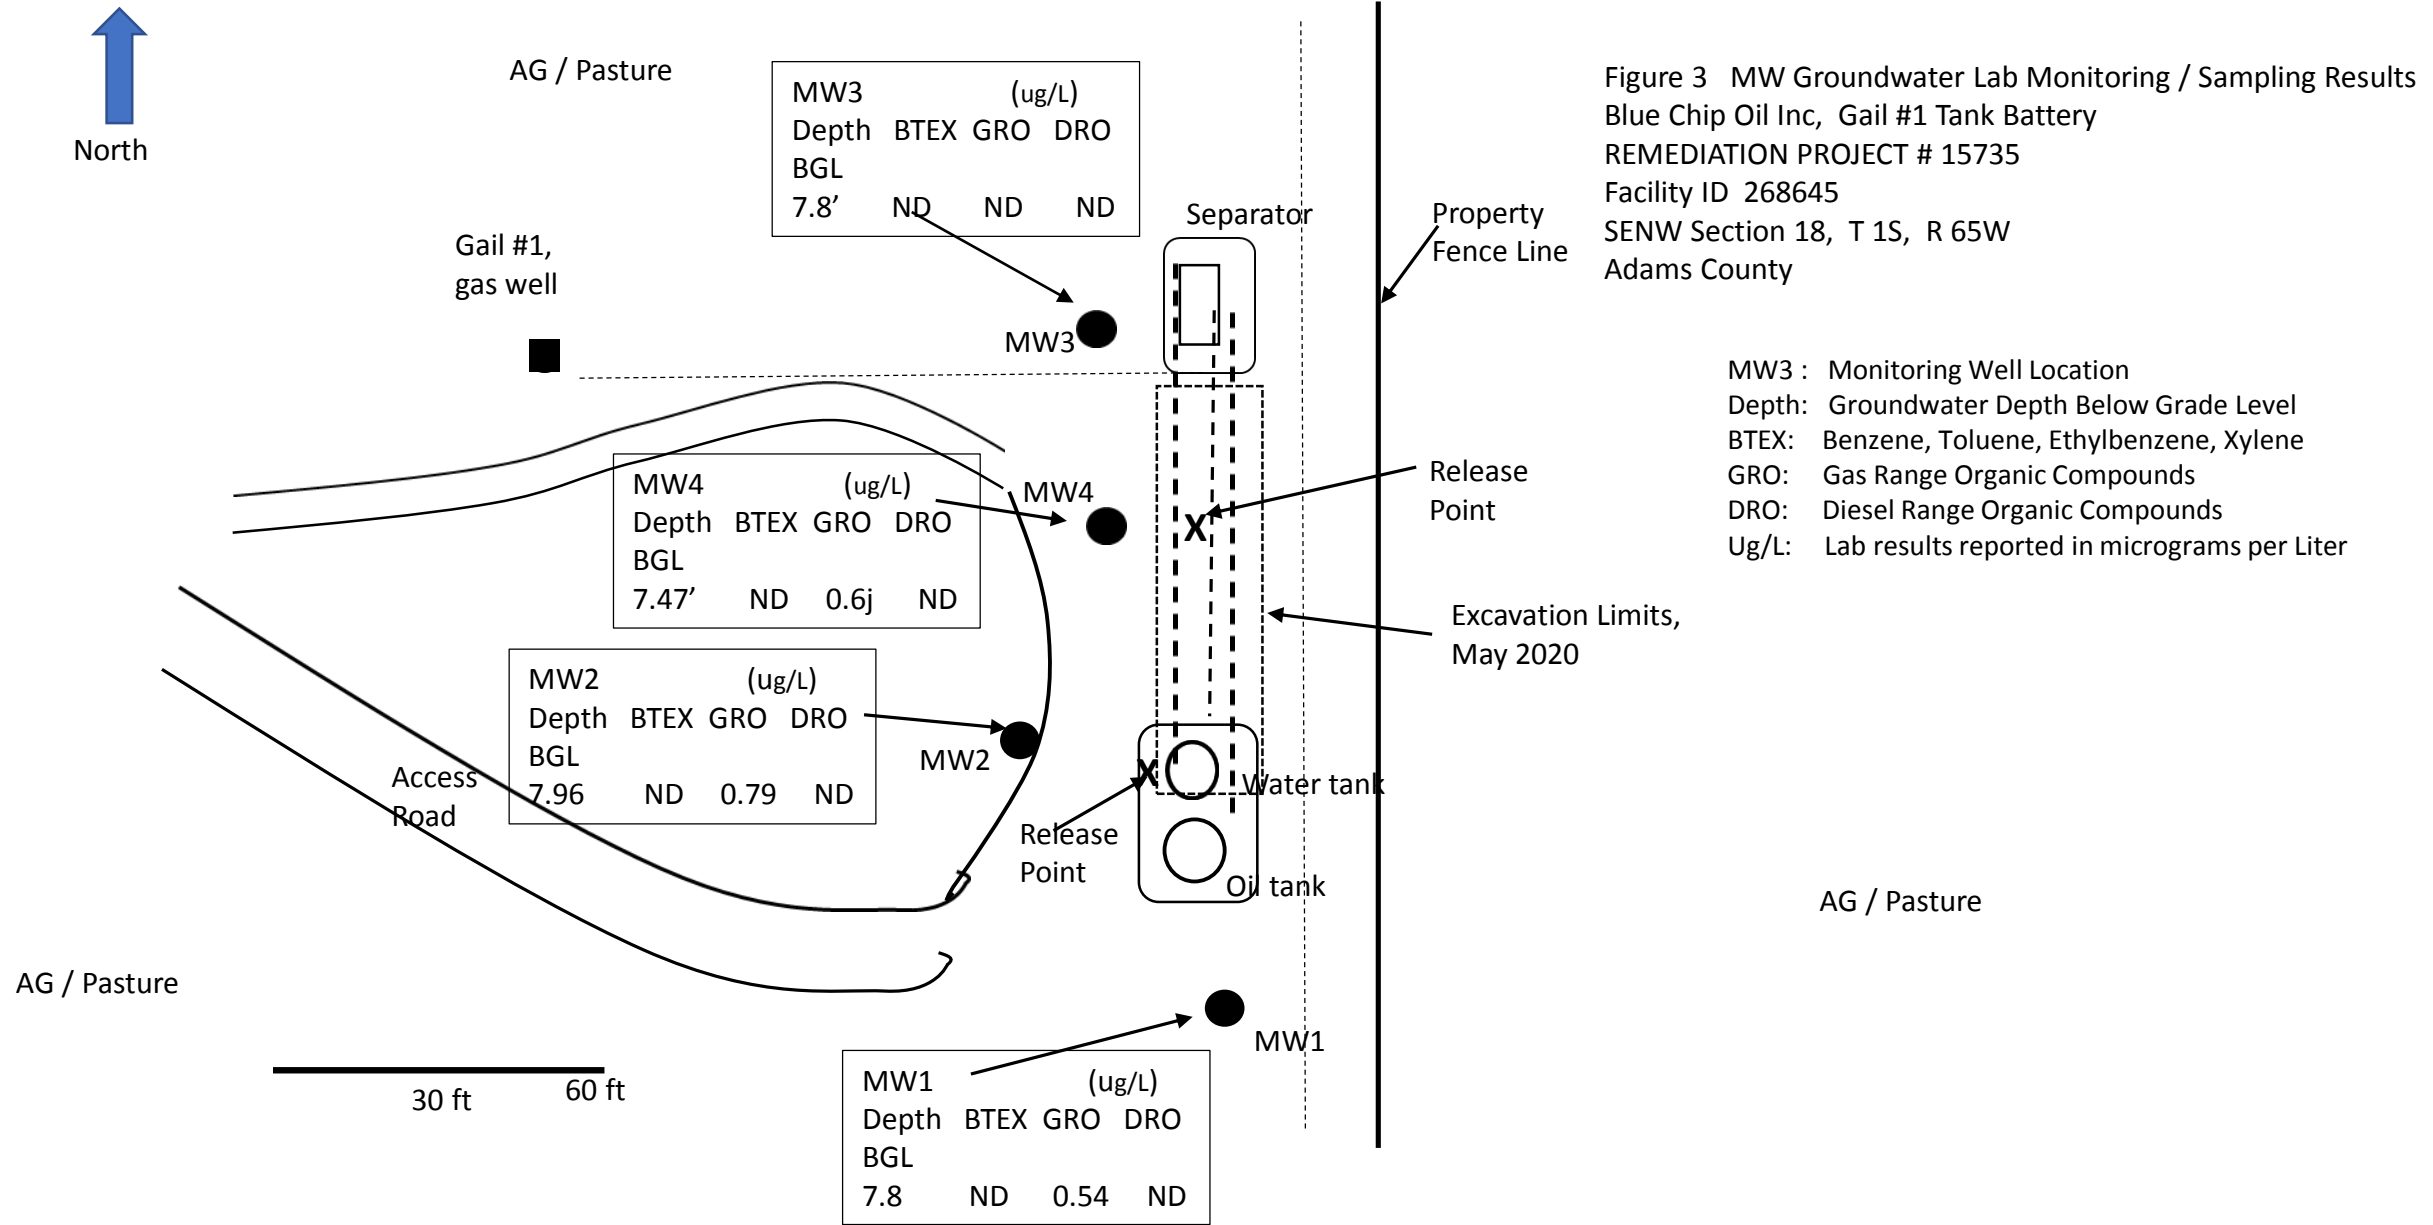 North
AG / Pasture
MW3 (ug/L)
Depth BTEX GRO DRO
BGL
7.8’ ND ND ND
Figure 3 MW Groundwater Lab Monitoring / Sampling Results
Blue Chip Oil Inc, Gail #1 Tank Battery
REMEDIATION PROJECT # 15735
Facility ID 268645
SENW Section 18, T 1S, R 65W
Adams County
Separator
Property
Fence Line
Gail #1,
gas well
MW3
MW3 : Monitoring Well Location
Depth: Groundwater Depth Below Grade Level
BTEX: Benzene, Toluene, Ethylbenzene, Xylene
GRO: Gas Range Organic Compounds
DRO: Diesel Range Organic Compounds
Ug/L: Lab results reported in micrograms per Liter
MW4 (ug/L)
Depth BTEX GRO DRO
BGL
7.47’ ND 0.6j ND
MW4
X
Release
Point
Excavation Limits,
May 2020
MW2 (ug/L)
Depth BTEX GRO DRO
BGL
7.96 ND 0.79 ND
MW2
Access
Road
X
Water tank
Release
Point
Oil tank
AG / Pasture
AG / Pasture
MW1
30 ft 60 ft
MW1 (ug/L)
Depth BTEX GRO DRO
BGL
7.8 ND 0.54 ND